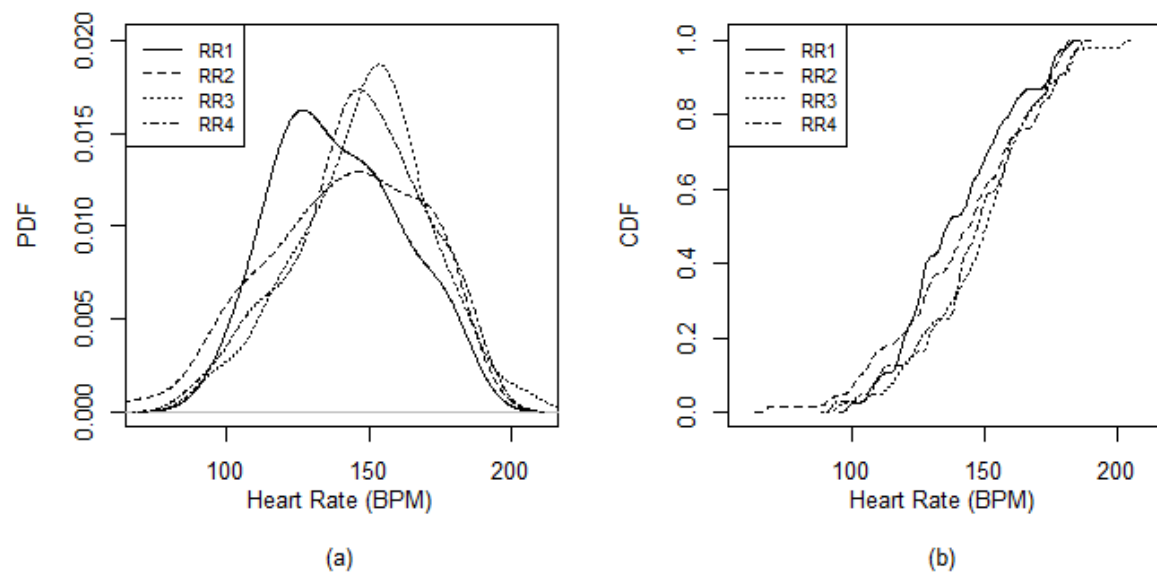 PDF
0.000 0.005 0.010 0.015 0.020
RR1
RR2
RR3
RR4
100 150 200
Heart Rate (BPM)
(a)
CDF
0.0 0.2 0.4 0.6 0.8 1.0
RR1
RR2
RR3
RR4
100 150 200
Heart Rate (BPM)
(b)